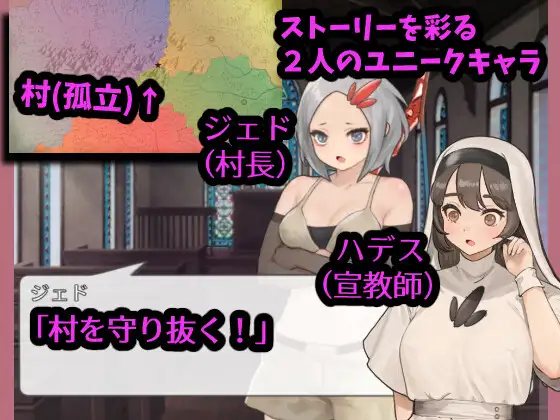 ストーリーを彩る
２人のユニークキャラ
村(孤立)↑
ジェド
(村長)
ハデス
(宣教師)
ジェド
「村を守り抜く！」